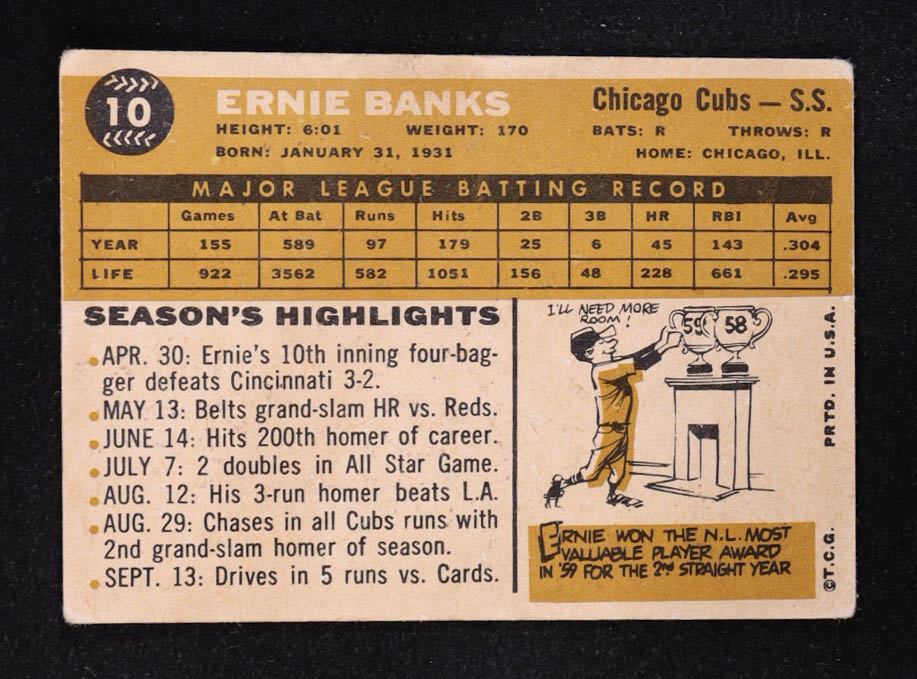 10
ERNIE BANKS
Chicago Cubs — S.S.
HEIGHT: 6:01 WEIGHT: 170 BATS: R THROWS: R
BORN: JANUARY 31, 1931 HOME: CHICAGO, ILL.
MAJOR LEAGUE BATTING RECORD
Games At Bat Runs Hits 2B 3B HR RBI Avg
YEAR 155 589 97 179 25 6 45 143 .304
LIFE 922 3562 582 1051 156 48 228 661 .295
SEASON'S HIGHLIGHTS
APR. 30: Ernie's 10th inning four-bag-
ger defeats Cincinnati 3-2.
MAY 13: Belts grand-slam HR vs. Reds.
JUNE 14: Hits 200th homer of career.
JULY 7: 2 doubles in All Star Game.
AUG. 12: His 3-run homer beats L.A.
AUG. 29: Chases in all Cubs runs with
2nd grand-slam homer of season.
SEPT. 13: Drives in 5 runs vs. Cards.
I'LL NEED MORE
ROOM!
59 58
ERNIE WON THE N.L. MOST
VALUABLE PLAYER AWARD
IN '59 FOR THE 2ND STRAIGHT YEAR
PRTD. IN U.S.A.
©T.C.G.